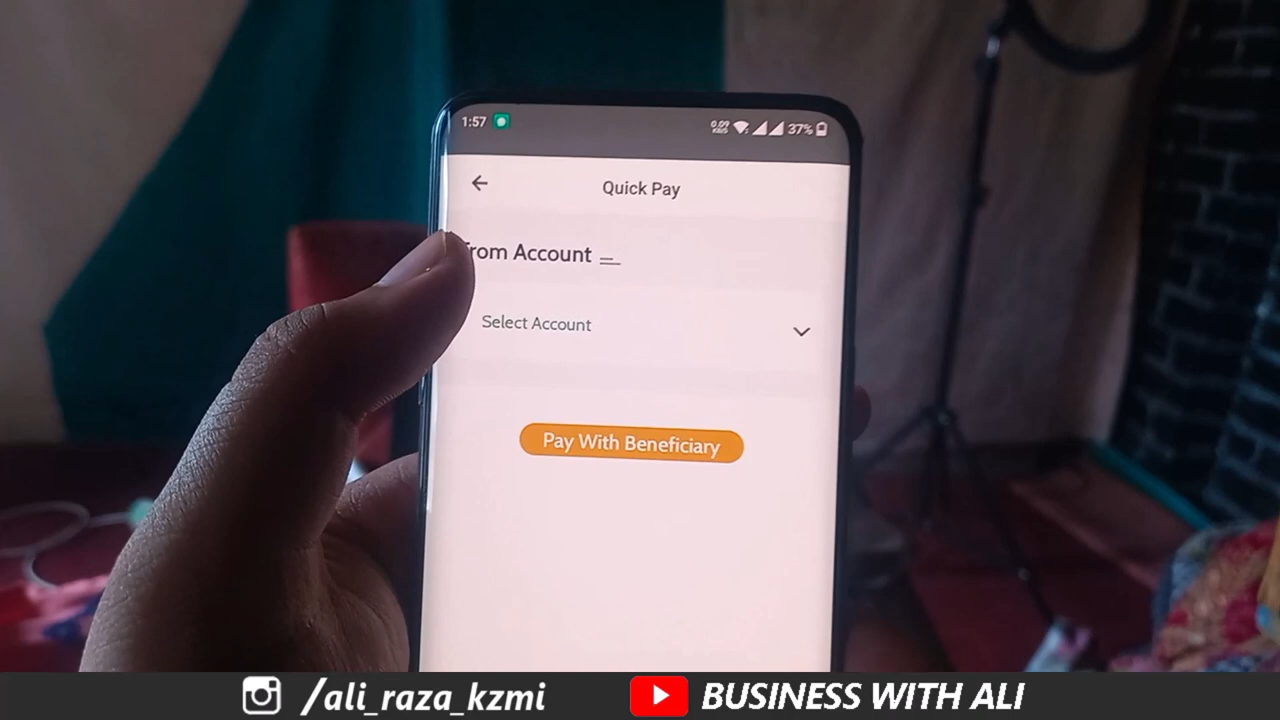 1:57
0.09
KB/S
37%
Quick Pay
From Account
Select Account
Pay With Beneficiary
/ali_raza_kzmi
BUSINESS WITH ALI